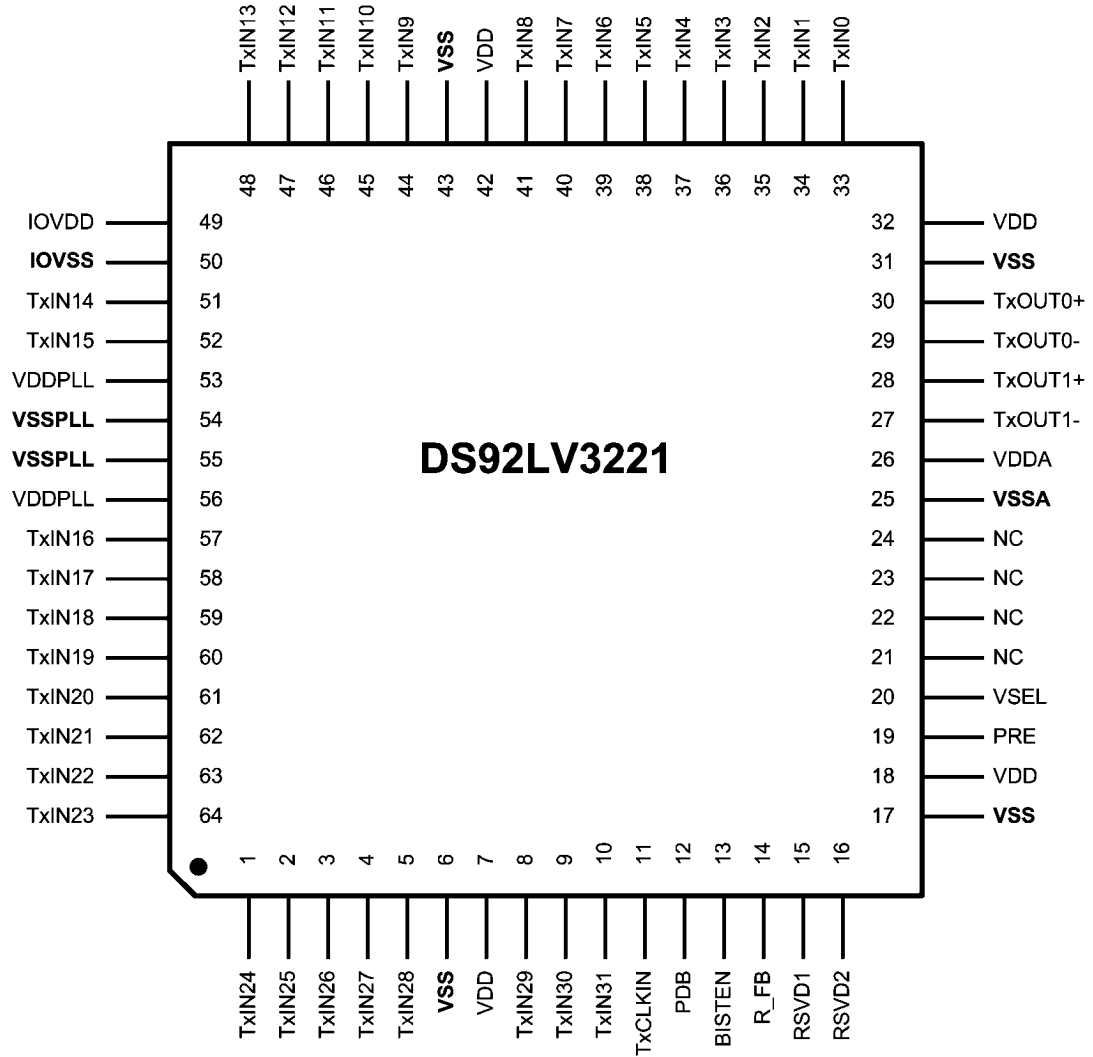 TxIN13 TxIN12 TxIN11 TxIN10 TxIN9 VSS VDD TxIN8 TxIN7 TxIN6 TxIN5 TxIN4 TxIN3 TxIN2 TxIN1 TxIN0
48 47 46 45 44 43 42 41 40 39 38 37 36 35 34 33
IOVDD 49 32 VDD
IOVSS 50 31 VSS
TxIN14 51 30 TxOUT0+
TxIN15 52 29 TxOUT0-
VDDPLL 53 28 TxOUT1+
VSSPLL 54 27 TxOUT1-
DS92LV3221
VSSPLL 55 26 VDDA
VDDPLL 56 25 VSSA
TxIN16 57 24 NC
TxIN17 58 23 NC
TxIN18 59 22 NC
TxIN19 60 21 NC
TxIN20 61 20 VSEL
TxIN21 62 19 PRE
TxIN22 63 18 VDD
TxIN23 64 17 VSS
1 2 3 4 5 6 7 8 9 10 11 12 13 14 15 16
TxIN24 TxIN25 TxIN26 TxIN27 TxIN28 VSS VDD TxIN29 TxIN30 TxIN31 TxCLKIN PDB BISTEN R_FB RSVD1 RSVD2